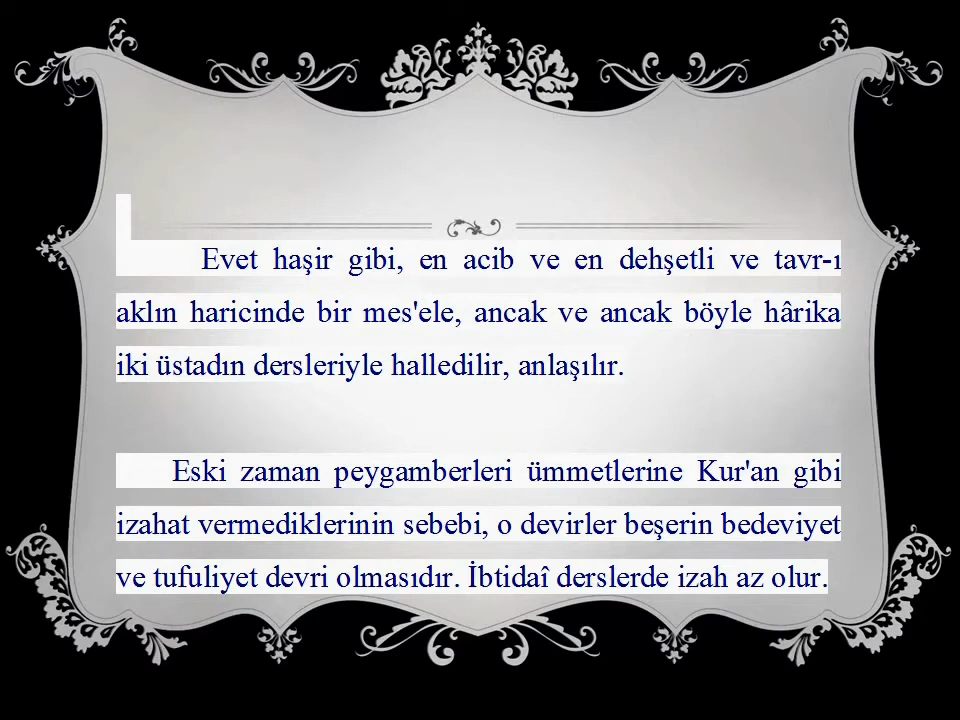 Evet haşir gibi, en acib ve en dehşetli ve tavr-ı
aklın haricinde bir mes'ele, ancak ve ancak böyle hârika
iki üstadın dersleriyle halledilir, anlaşılır.
Eski zaman peygamberleri ümmetlerine Kur'an gibi
izahat vermediklerinin sebebi, o devirler beşerin bedeviyet
ve tufuliyet devri olmasıdır. İbtidaî derslerde izah az olur.